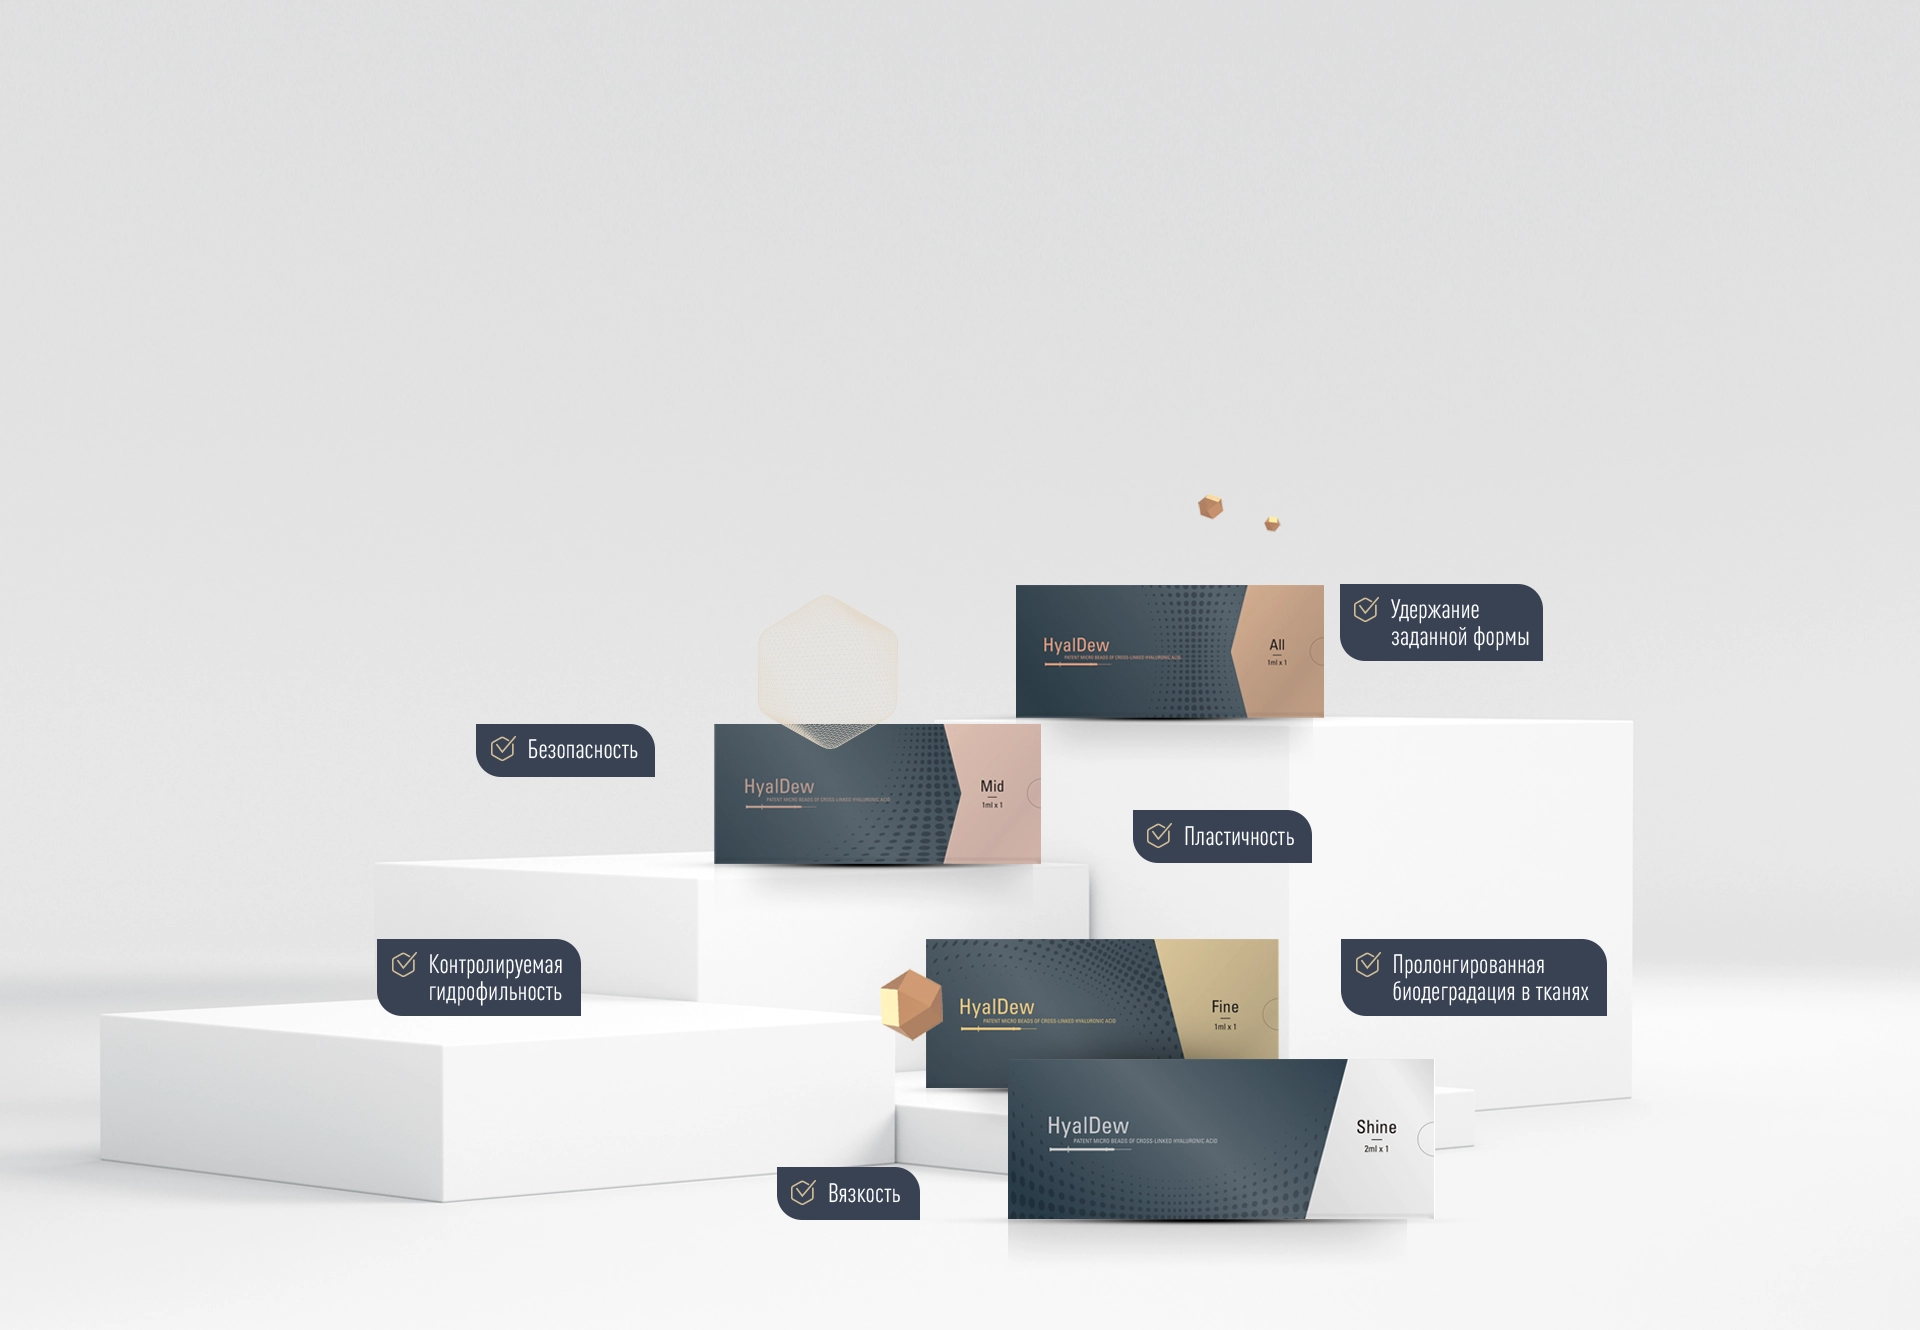 HyalDew
PATENT MICRO BEADS OF CROSS-LINKED HYALURONIC ACID
All
1ml x 1
Удержание
заданной формы
Безопасность
HyalDew
PATENT MICRO BEADS OF CROSS-LINKED HYALURONIC ACID
Mid
1ml x 1
Пластичность
Контролируемая
гидрофильность
HyalDew
PATENT MICRO BEADS OF CROSS-LINKED HYALURONIC ACID
Fine
1ml x 1
Пролонгированная
биодеградация в тканях
HyalDew
PATENT MICRO BEADS OF CROSS-LINKED HYALURONIC ACID
Shine
2ml x 1
Вязкость